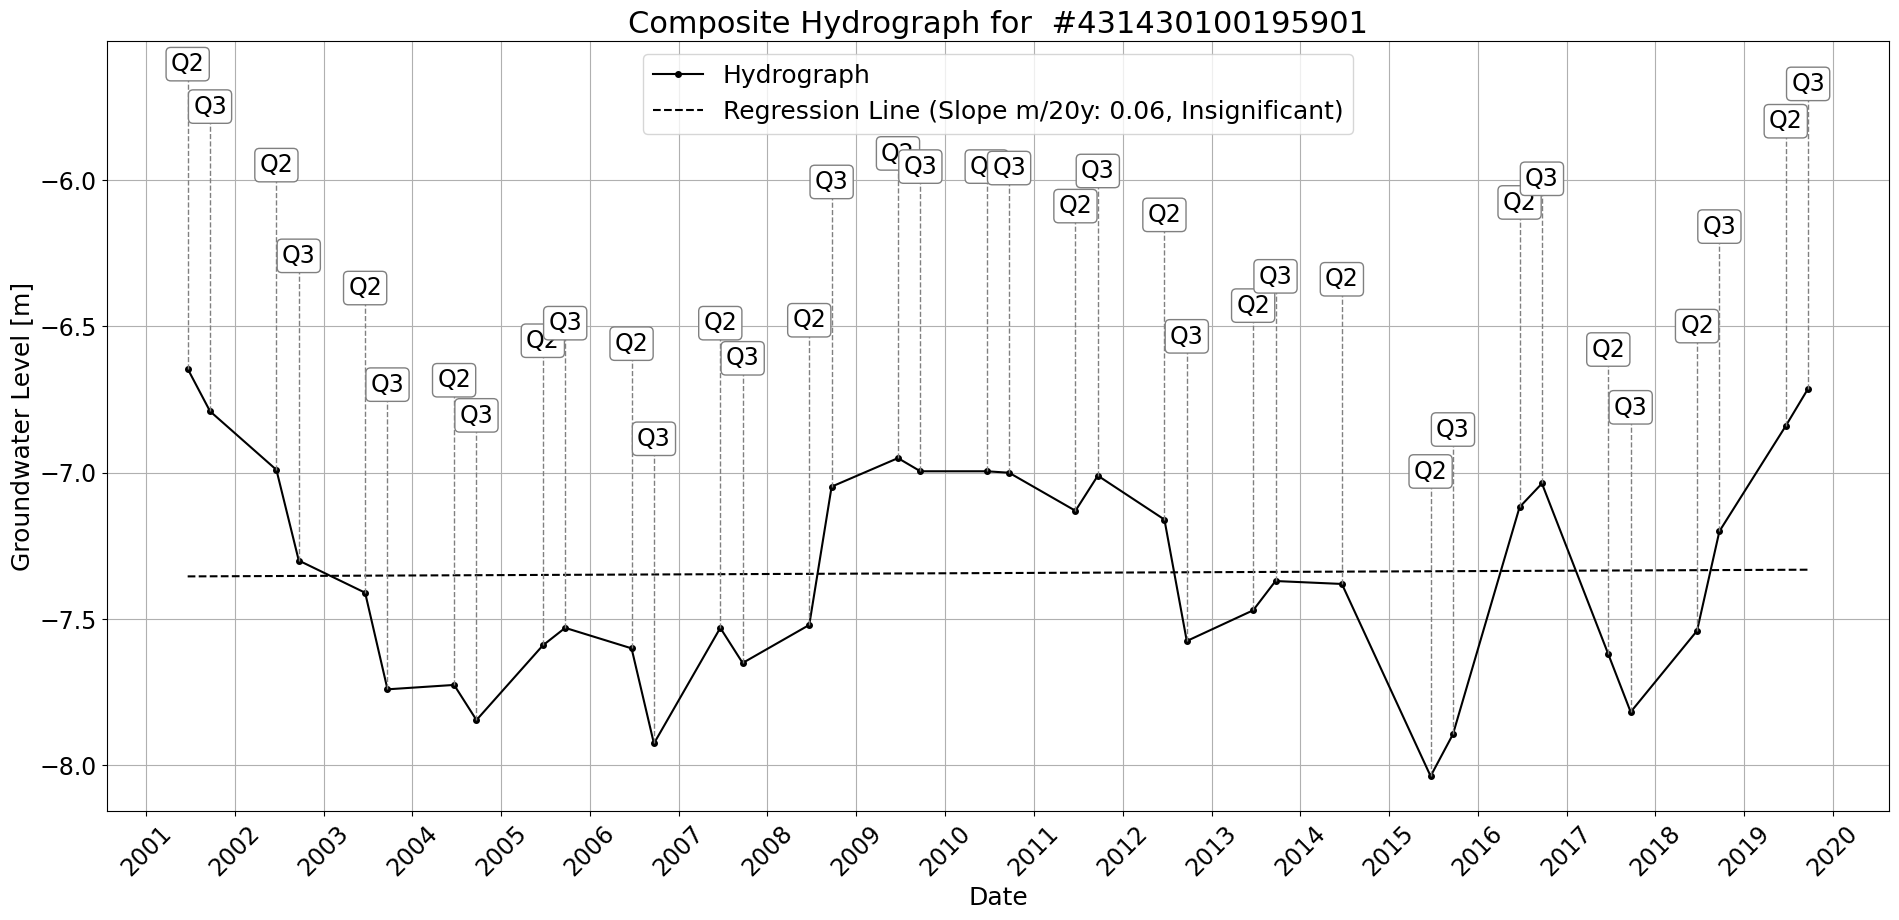 Composite Hydrograph for  #431430100195901
Hydrograph
Regression Line (Slope m/20y: 0.06, Insignificant)
Groundwater Level [m]
−6.0
−6.5
−7.0
−7.5
−8.0
Q2
Q3
Q2
Q3
Q2
Q3
Q2
Q3
Q2
Q3
Q2
Q3
Q2
Q3
Q2
Q3
Q2
Q3
Q2
Q3
Q2
Q3
Q2
Q3
Q2
Q3
Q2
Q2
Q3
Q2
Q3
Q2
Q3
Q2
Q3
Q2
Q3
2001
2002
2003
2004
2005
2006
2007
2008
2009
2010
2011
2012
2013
2014
2015
2016
2017
2018
2019
2020
Date